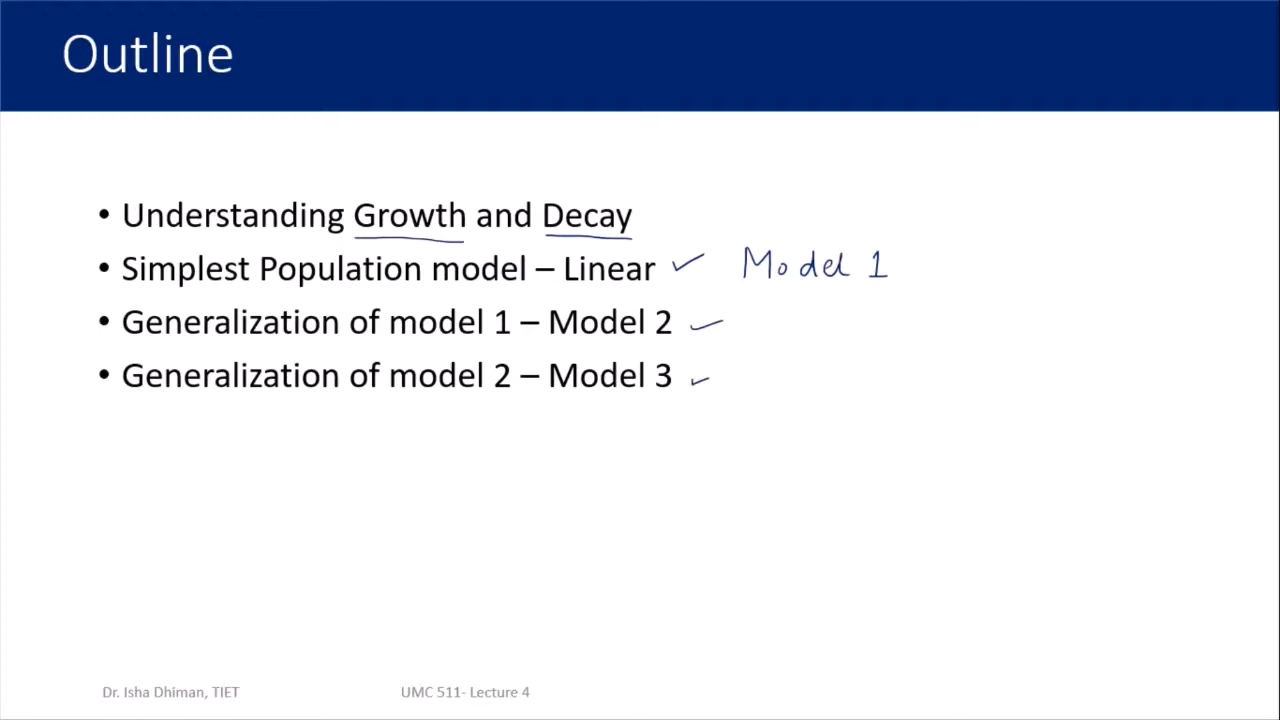 Outline
• Understanding Growth and Decay
• Simplest Population model – Linear ✓ Model 1
• Generalization of model 1 – Model 2 ✓
• Generalization of model 2 – Model 3 ✓
Dr. Isha Dhiman, TIET UMC 511- Lecture 4